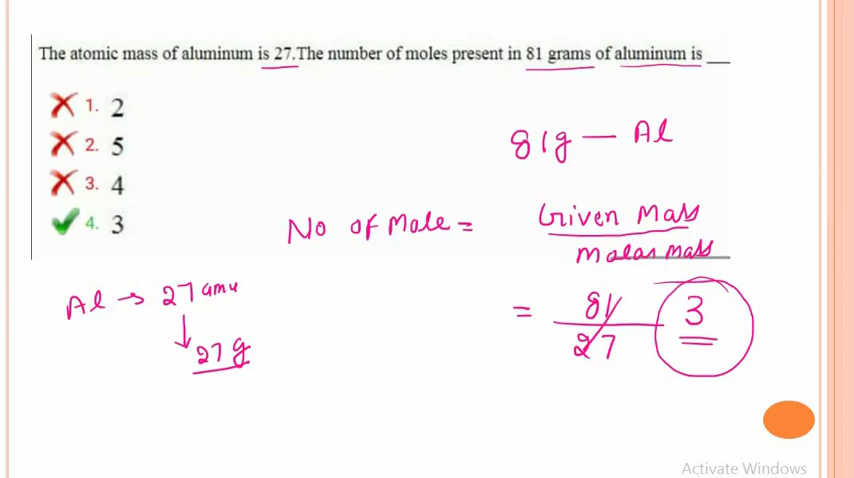 The atomic mass of aluminum is 27.The number of moles present in 81 grams of aluminum is __
1. 2
2. 5
3. 4
4. 3
81g — Al
No of Mole = Given Mass
Molar Mass
Al → 27 amu
27 g
= 81
27
3
Activate Windows